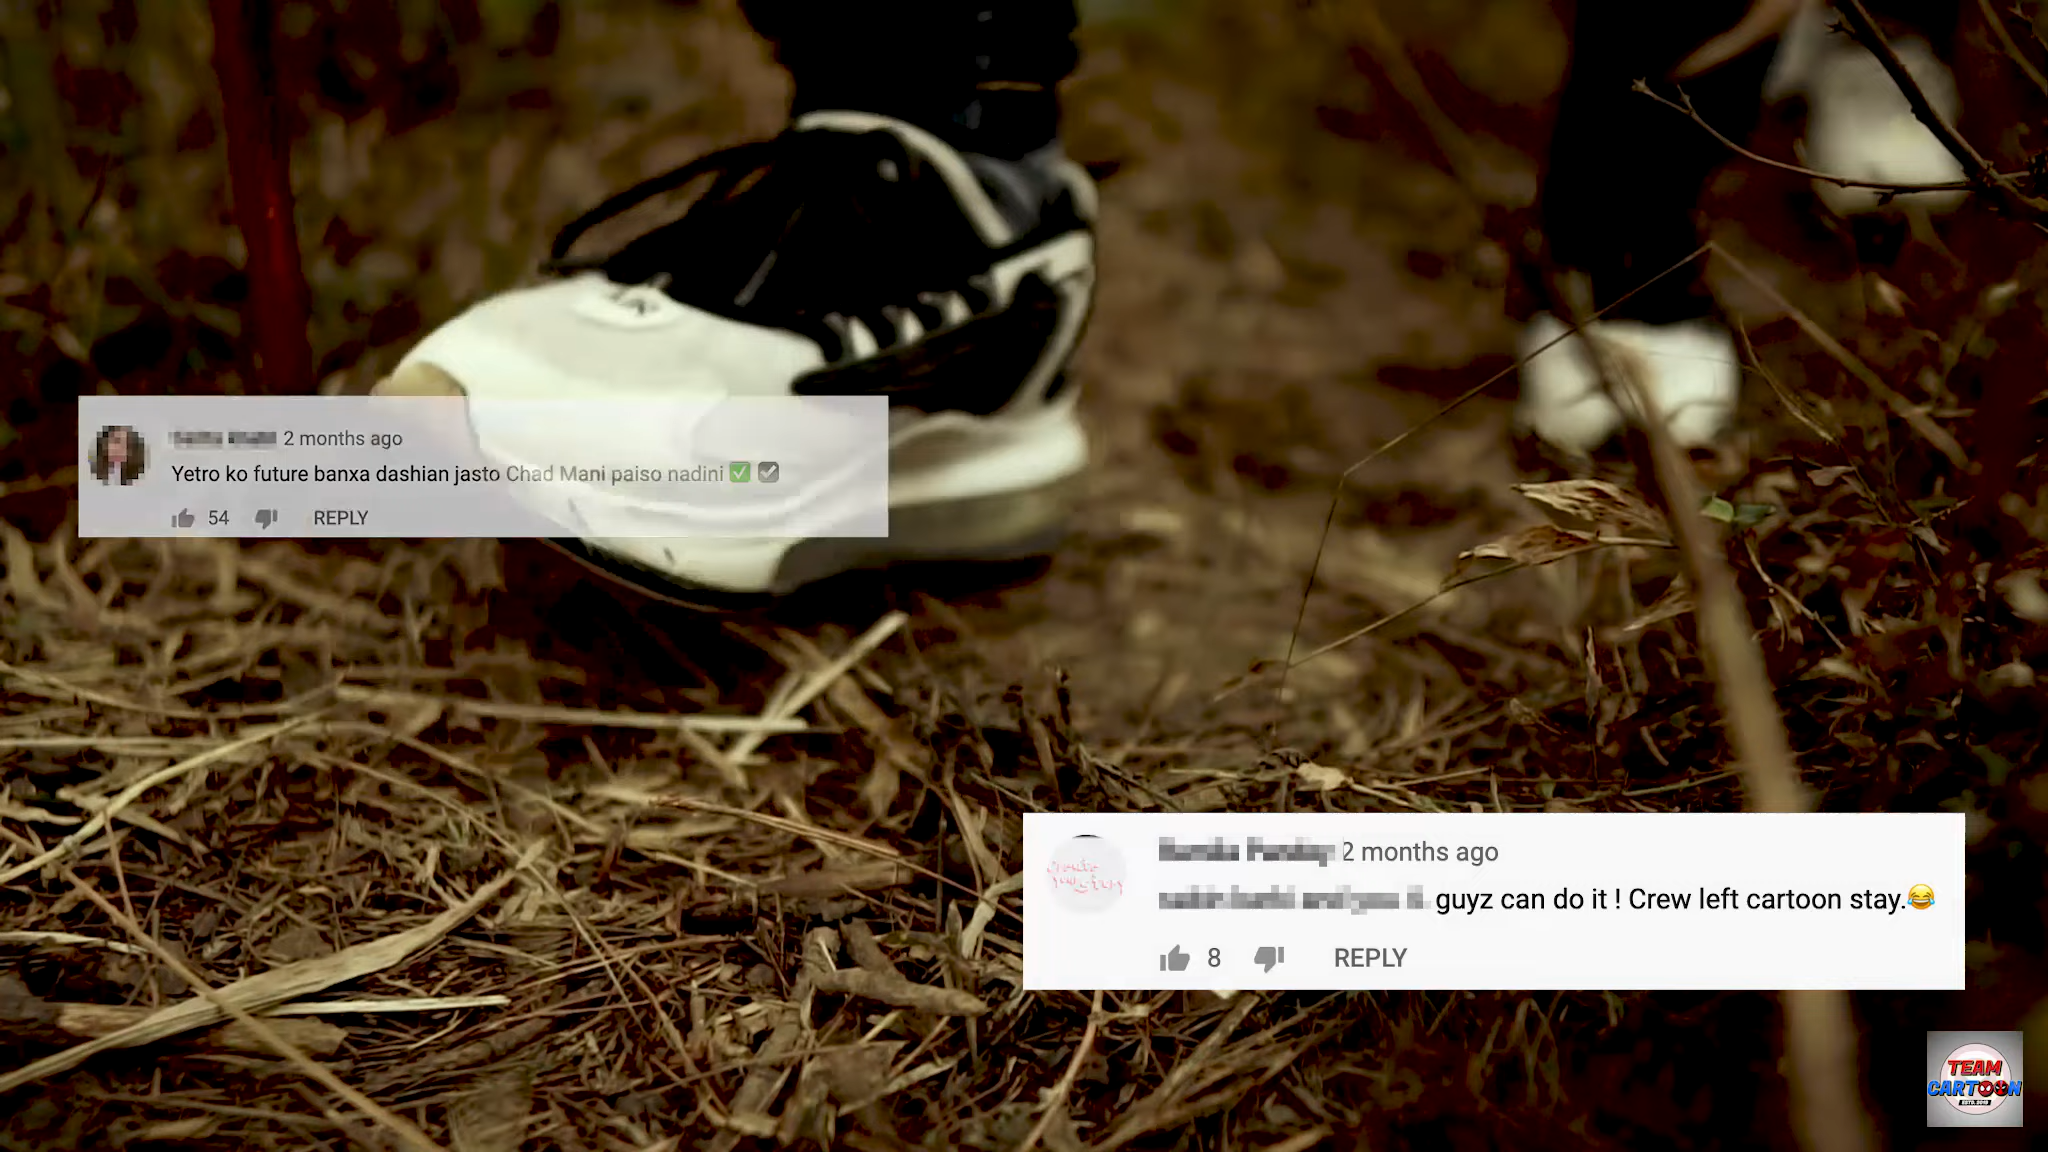 2 months ago
Yetro ko future banxa dashian jasto Chad Mani paiso nadini ✅ ☑
54 REPLY
2 months ago
guyz can do it ! Crew left cartoon stay.😂
8 REPLY
TEAM
CARTOON